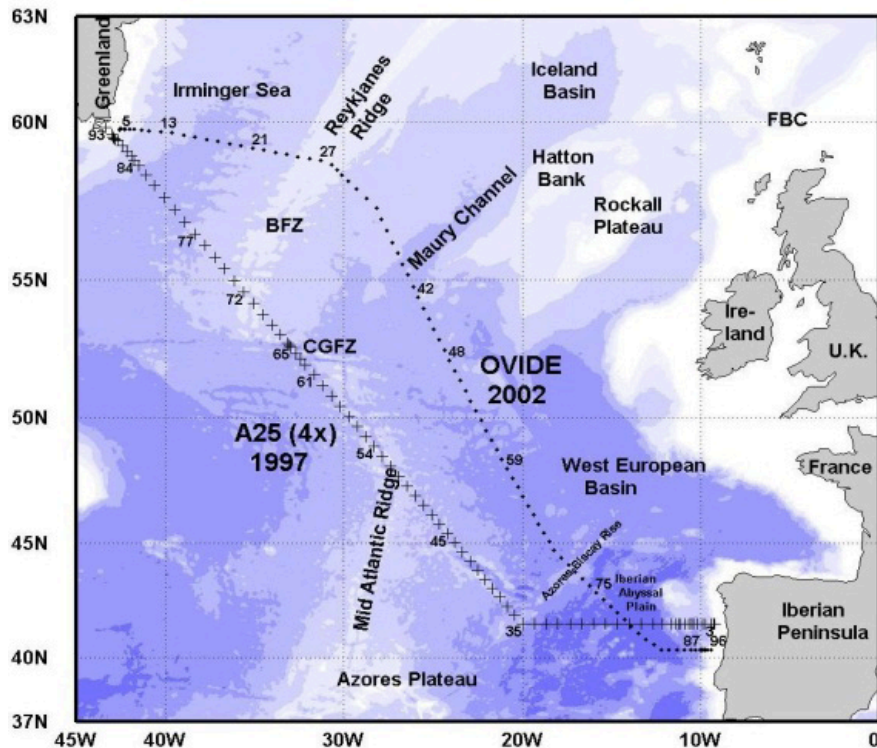 63N
Greenland
Irminger Sea
Reykjanes
Ridge
Iceland
Basin
60N
93
5
13
21
27
FBC
84
Hatton
Bank
Maury Channel
Rockall
Plateau
77
BFZ
55N
72
42
Ire-
land
U.K.
65
CGFZ
48
61
OVIDE
2002
50N
A25 (4x)
1997
54
59
West European
Basin
France
Mid Atlantic Ridge
45N
45
Azores-Biscay Rise
75
Iberian
Abyssal
Plain
35
3
Iberian
Peninsula
87
96
40N
Azores Plateau
37N
45W
40W
30W
20W
10W
0